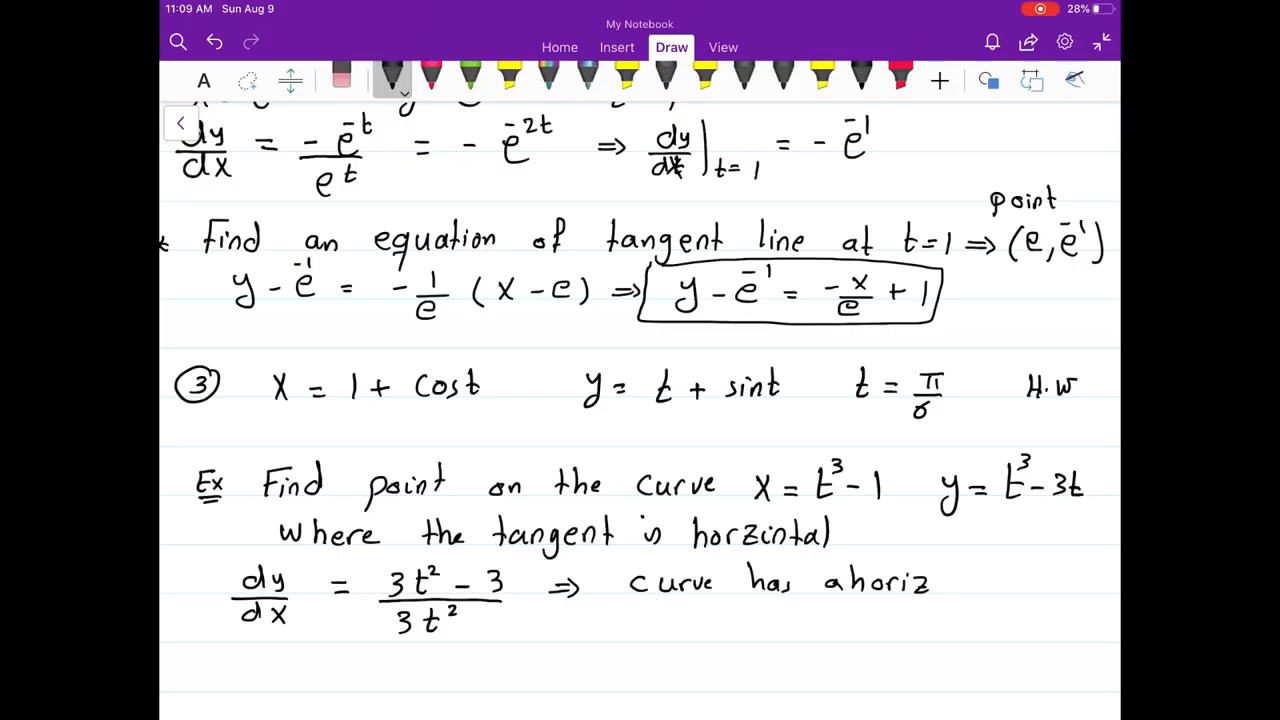 11:09 AM Sun Aug 9
28%
My Notebook
Home Insert Draw View
A
dy/dx = -e^-t / e^t = - e^-2t ⇒ dy/dx |t=1 = - e^-1
point
Find an equation of tangent line at t=1 ⇒ (e, e^-1)
y - e^-1 = - 1/e (x - e) ⇒ y - e^-1 = -x/e + 1
③ x = 1 + cost y = t + sint t = π/6 H.W
Ex Find point on the curve x = t^3 - 1 y = t^3 - 3t
where the tangent is horzintal
dy/dx = 3t^2 - 3 / 3t^2 ⇒ curve has a horiz